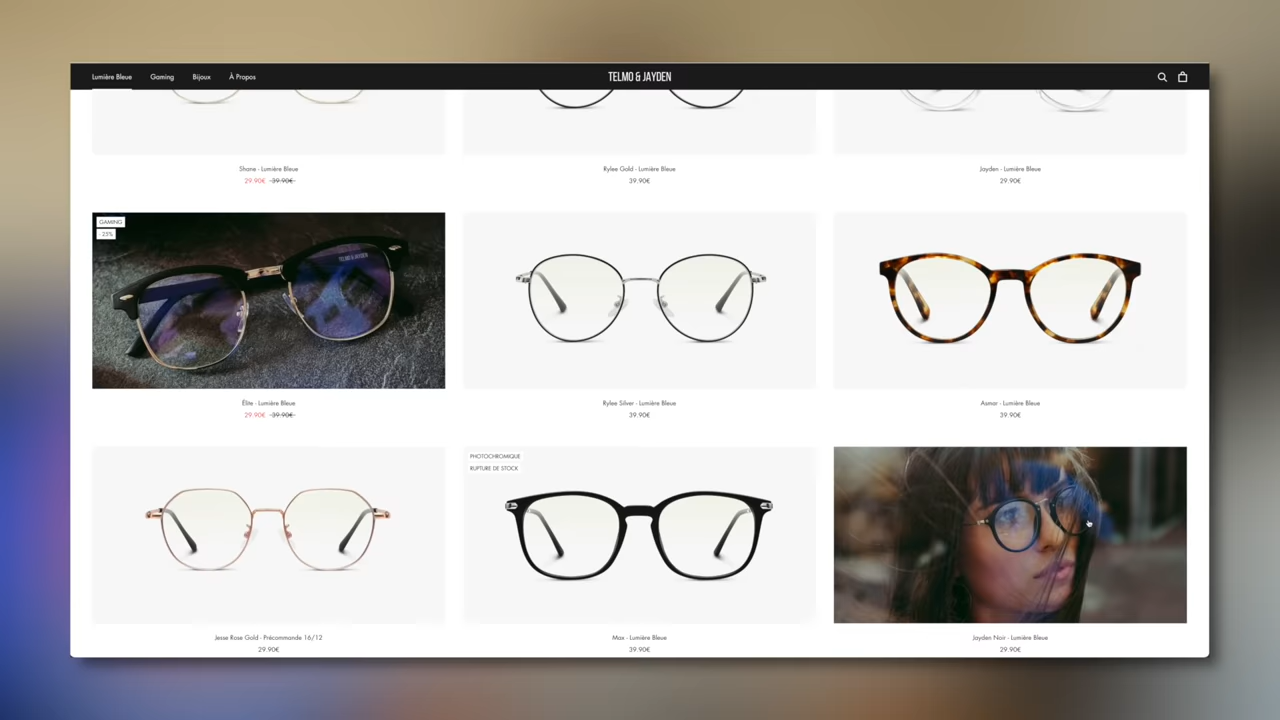 Lumière Bleue
Gaming
Bijoux
À Propos
TELMO & JAYDEN
Shane - Lumière Bleue
29.90€ 39.90€
Rylee Gold - Lumière Bleue
39.90€
Jayden - Lumière Bleue
29.90€
GAMING
- 25%
TELMO & JAYDEN
Élite - Lumière Bleue
29.90€ 39.90€
Rylee Silver - Lumière Bleue
39.90€
Asmar - Lumière Bleue
39.90€
Jesse Rose Gold - Précommande 16/12
29.90€
PHOTOCHROMIQUE
RUPTURE DE STOCK
Max - Lumière Bleue
39.90€
Jayden Noir - Lumière Bleue
29.90€